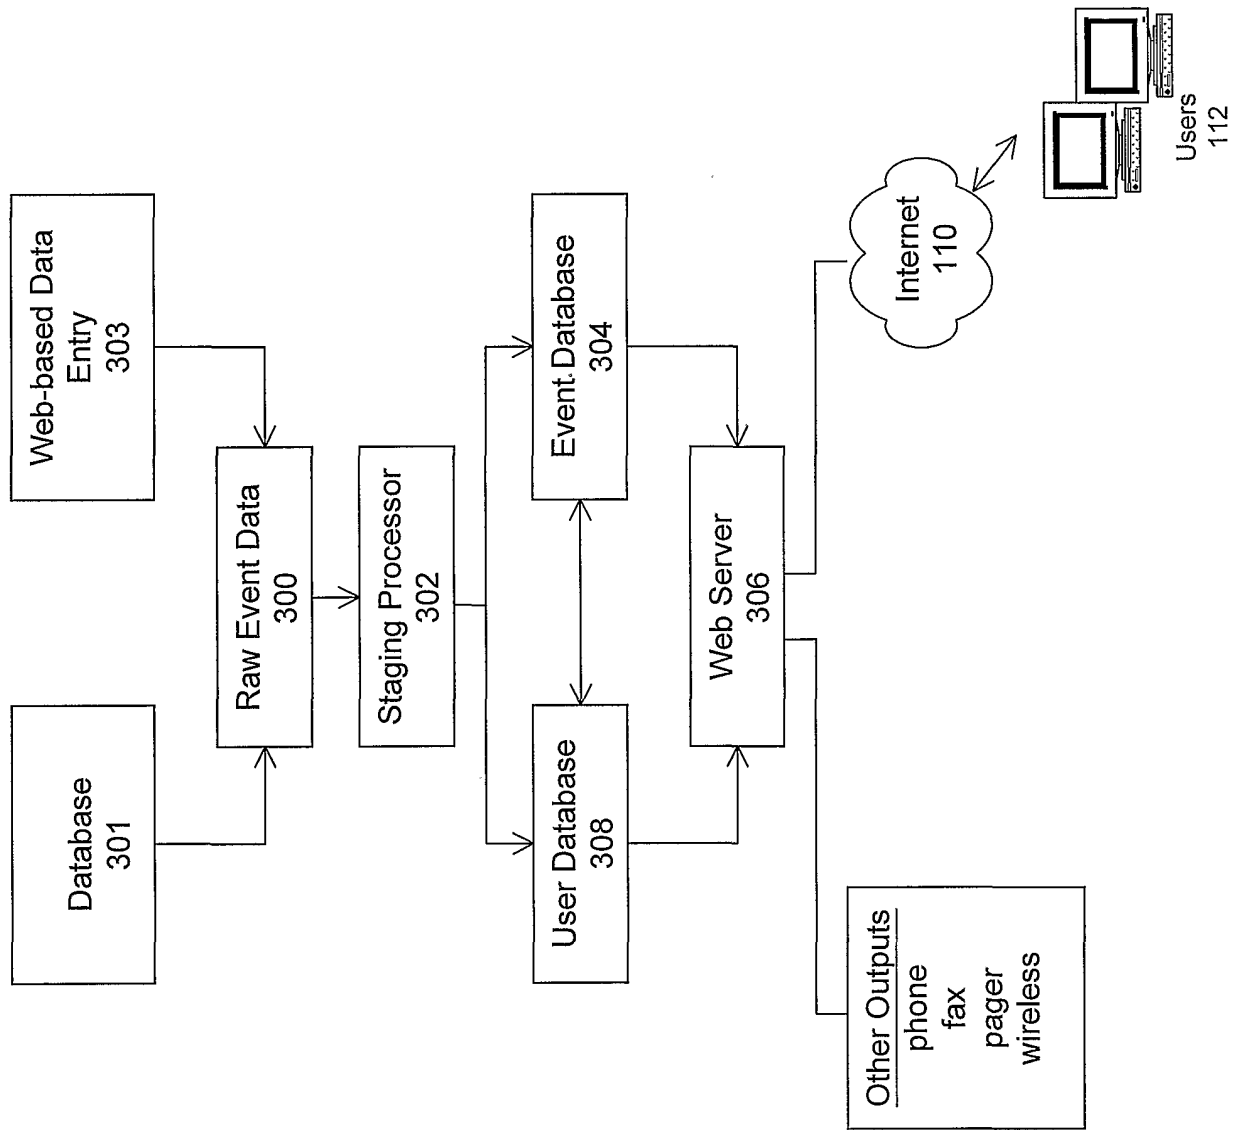 Database
301
Web-based Data
Entry
303
Raw Event Data
300
Staging Processor
302
User Database
308
Event Database
304
Web Server
306
Other Outputs
phone
fax
pager
wireless
Internet
110
Users
112